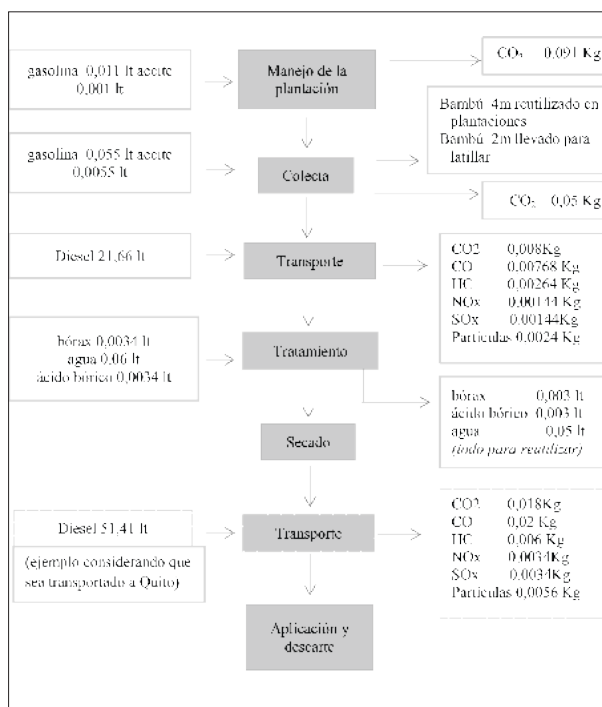 gasolina 0,011 lt aceite
0,001 lt
Manejo de la
plantación
CO2 0,091 Kg
gasolina 0,055 lt aceite
0,0055 lt
Colecta
Bambú 4m reutilizado en
plantaciones
Bambú 2m llevado para
latillar
CO2 0,05 Kg
Diesel 21,66 lt
Transporte
CO2 0,008Kg
CO 0,00768 Kg
HC 0,00264 Kg
NOx 0,00144 Kg
SOx 0,00144Kg
Partículas 0,0024 Kg
bórax 0,0034 lt
agua 0,06 lt
ácido bórico 0,0034 lt
Tratamiento
bórax 0,003 lt
ácido bórico 0,003 lt
agua 0,05 lt
(todo para reutilizar)
Secado
Diesel 51,41 lt
(ejemplo considerando que
sea transportado a Quito)
Transporte
CO2 0,018Kg
CO 0,02 Kg
HC 0,006 Kg
NOx 0,0034Kg
SOx 0,0034Kg
Partículas 0,0056 Kg
Aplicación y
descarte